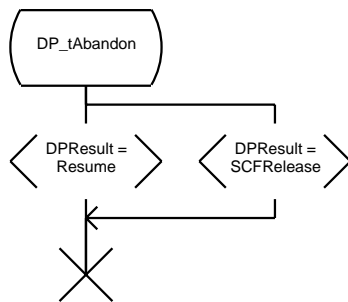 DP_tAbandon
DPResult =
Resume
DPResult =
SCFRelease